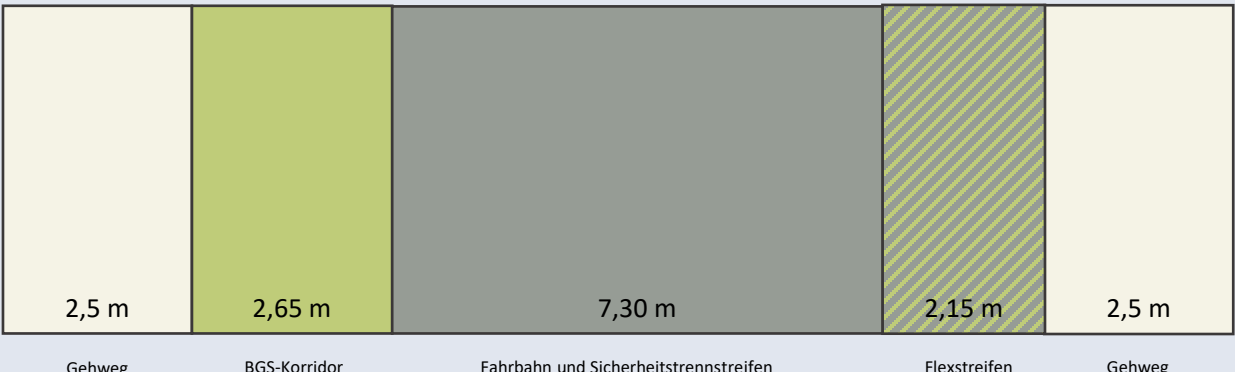 2,5 m
2,65 m
7,30 m
2,15 m
2,5 m
Gehweg
BGS-Korridor
Fahrbahn und Sicherheitstrennstreifen
Flexstreifen
Gehweg